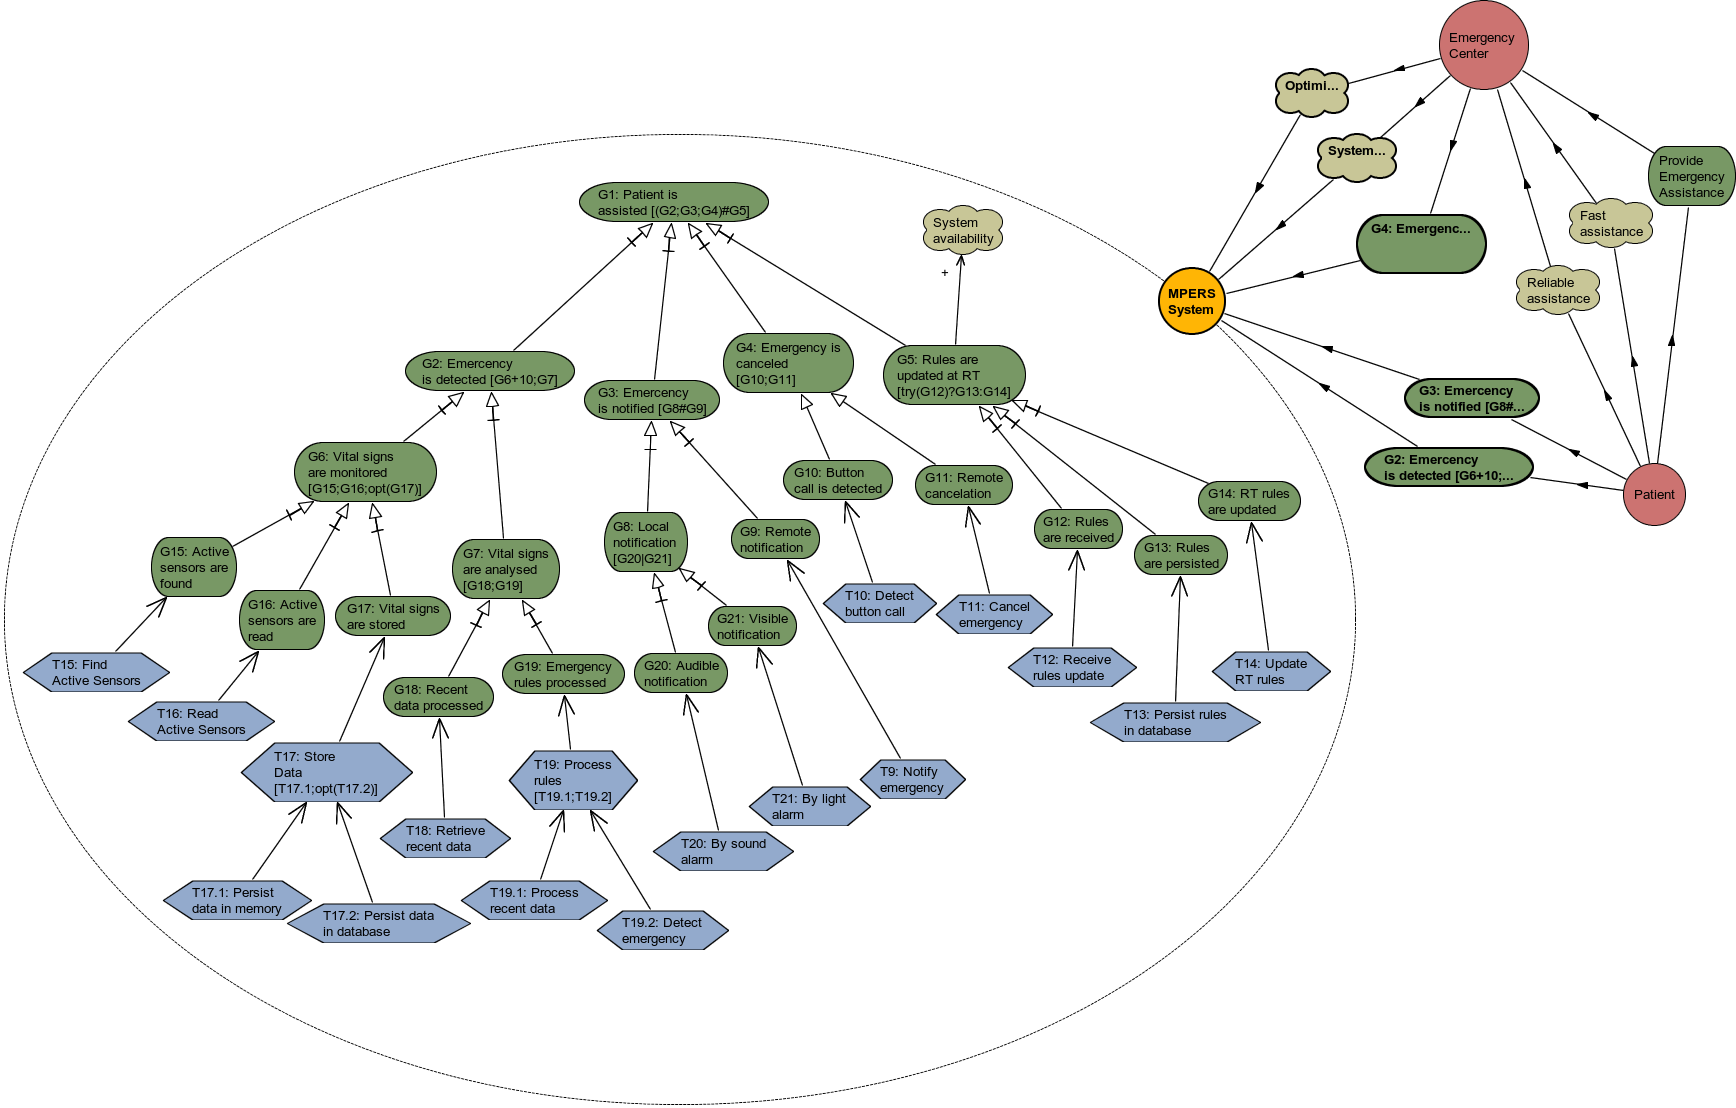 Emergency
Center
Optimi...
System...
Provide
Emergency
Assistance
G1: Patient is
assisted [(G2;G3;G4)#G5]
System
availability
+
Fast
assistance
G4: Emergenc...
Reliable
assistance
MPERS
System
G2: Emercency
is detected [G6+10;G7]
G3: Emercency
is notified [G8#G9]
G4: Emergency is
canceled
[G10;G11]
G5: Rules are
updated at RT
[try(G12)?G13:G14]
G3: Emercency
is notified [G8#...
G2: Emercency
is detected [G6+10;...
Patient
G6: Vital signs
are monitored
[G15;G16;opt(G17)]
G10: Button
call is detected
G11: Remote
cancelation
G14: RT rules
are updated
G15: Active
sensors are
found
G7: Vital signs
are analysed
[G18;G19]
G8: Local
notification
[G20|G21]
G9: Remote
notification
G12: Rules
are received
G13: Rules
are persisted
G16: Active
sensors are
read
G17: Vital signs
are stored
G21: Visible
notification
T10: Detect
button call
T11: Cancel
emergency
T15: Find
Active Sensors
G18: Recent
data processed
G19: Emergency
rules processed
G20: Audible
notification
T12: Receive
rules update
T14: Update
RT rules
T16: Read
Active Sensors
T13: Persist rules
in database
T17: Store
Data
[T17.1;opt(T17.2)]
T19: Process
rules
[T19.1;T19.2]
T9: Notify
emergency
T21: By light
alarm
T18: Retrieve
recent data
T20: By sound
alarm
T17.1: Persist
data in memory
T17.2: Persist data
in database
T19.1: Process
recent data
T19.2: Detect
emergency